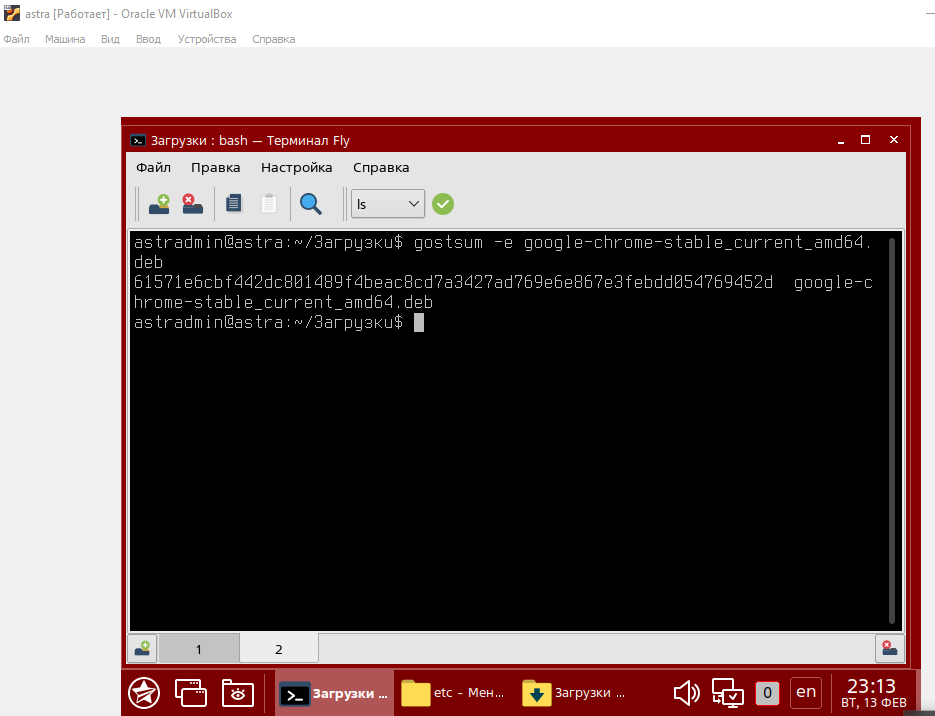 astra [Работает] - Oracle VM VirtualBox
Файл Машина Вид Ввод Устройства Справка
Загрузки : bash — Терминал Fly
Файл Правка Настройка Справка
ls
astradmin@astra:~/Загрузки$ gostsum -e google-chrome-stable_current_amd64.
deb
61571e6cbf442dc801489f4beac8cd7a3427ad769e6e867e3febdd054769452d google-c
hrome-stable_current_amd64.deb
astradmin@astra:~/Загрузки$
1 2
Загрузки ... etc - Мен... Загрузки ... 0 en 23:13
ВТ, 13 ФЕВ